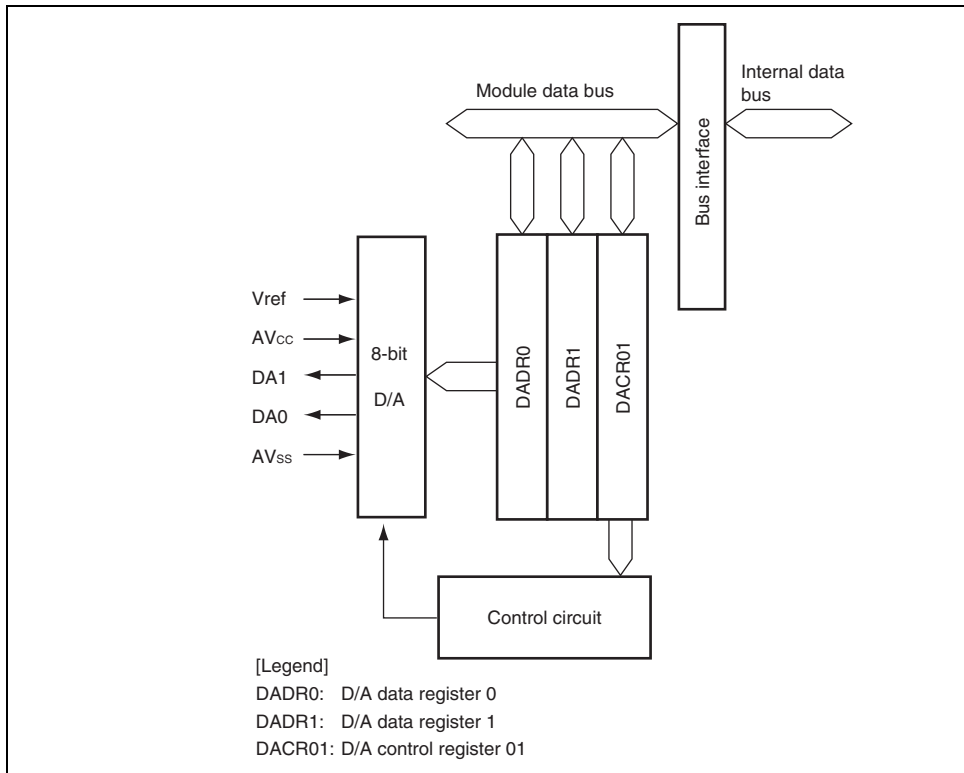 Module data bus
Internal data
bus
Bus interface
Vref
AVcc
DA1
DA0
AVss
8-bit
D/A
DADR0
DADR1
DACR01
Control circuit
[Legend]
DADR0: D/A data register 0
DADR1: D/A data register 1
DACR01: D/A control register 01